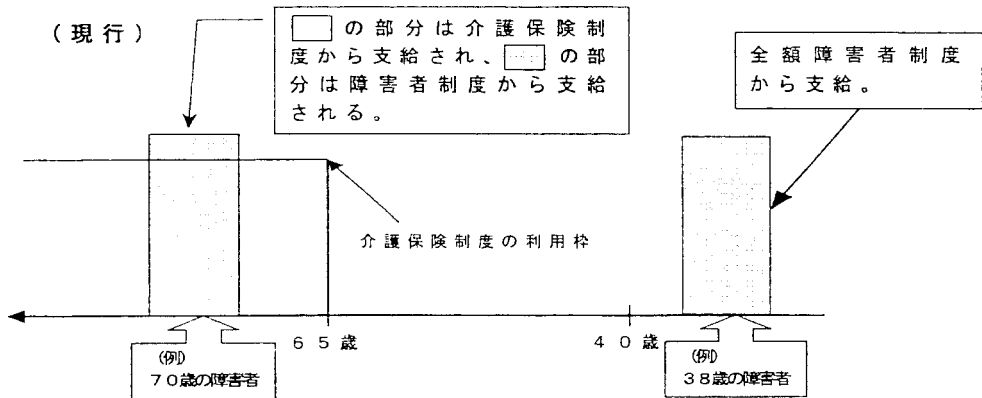 （現行）
の部分は介護保険制
度から支給され、の部
分は障害者制度から支給
される。
全額障害者制度
から支給。
介護保険制度の利用枠
６５歳
４０歳
(例)
７０歳の障害者
(例)
３８歳の障害者